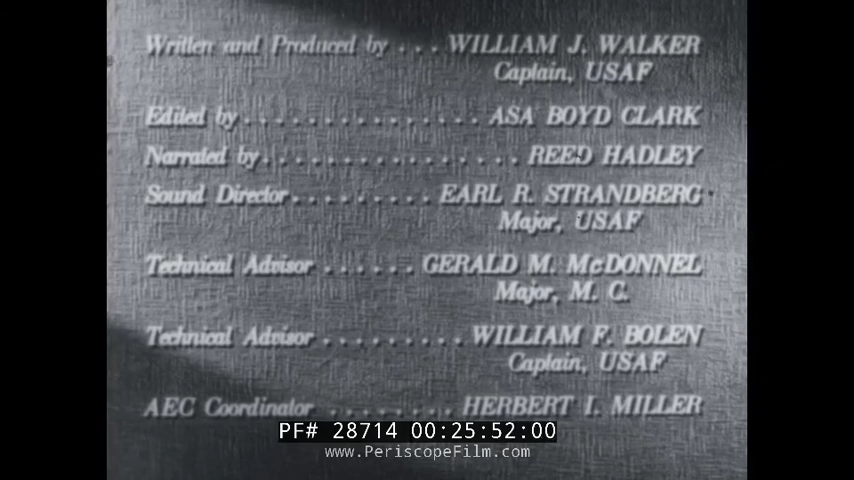 Written and Produced by . . . WILLIAM J. WALKER
Captain, USAF
Edited by . . . . . . . . . . . . . . . . ASA BOYD CLARK
Narrated by . . . . . . . . . . . . . . . . . REED HADLEY
Sound Director . . . . . . . . . EARL R. STRANDBERG
Major, USAF
Technical Advisor . . . . . . GERALD M. McDONNEL
Major, M. C.
Technical Advisor . . . . . . . . . WILLIAM F. BOLEN
Captain, USAF
AEC Coordinator . . . . . . . . HERBERT I. MILLER
PF# 28714 00:25:52:00
www.PeriscopeFilm.com